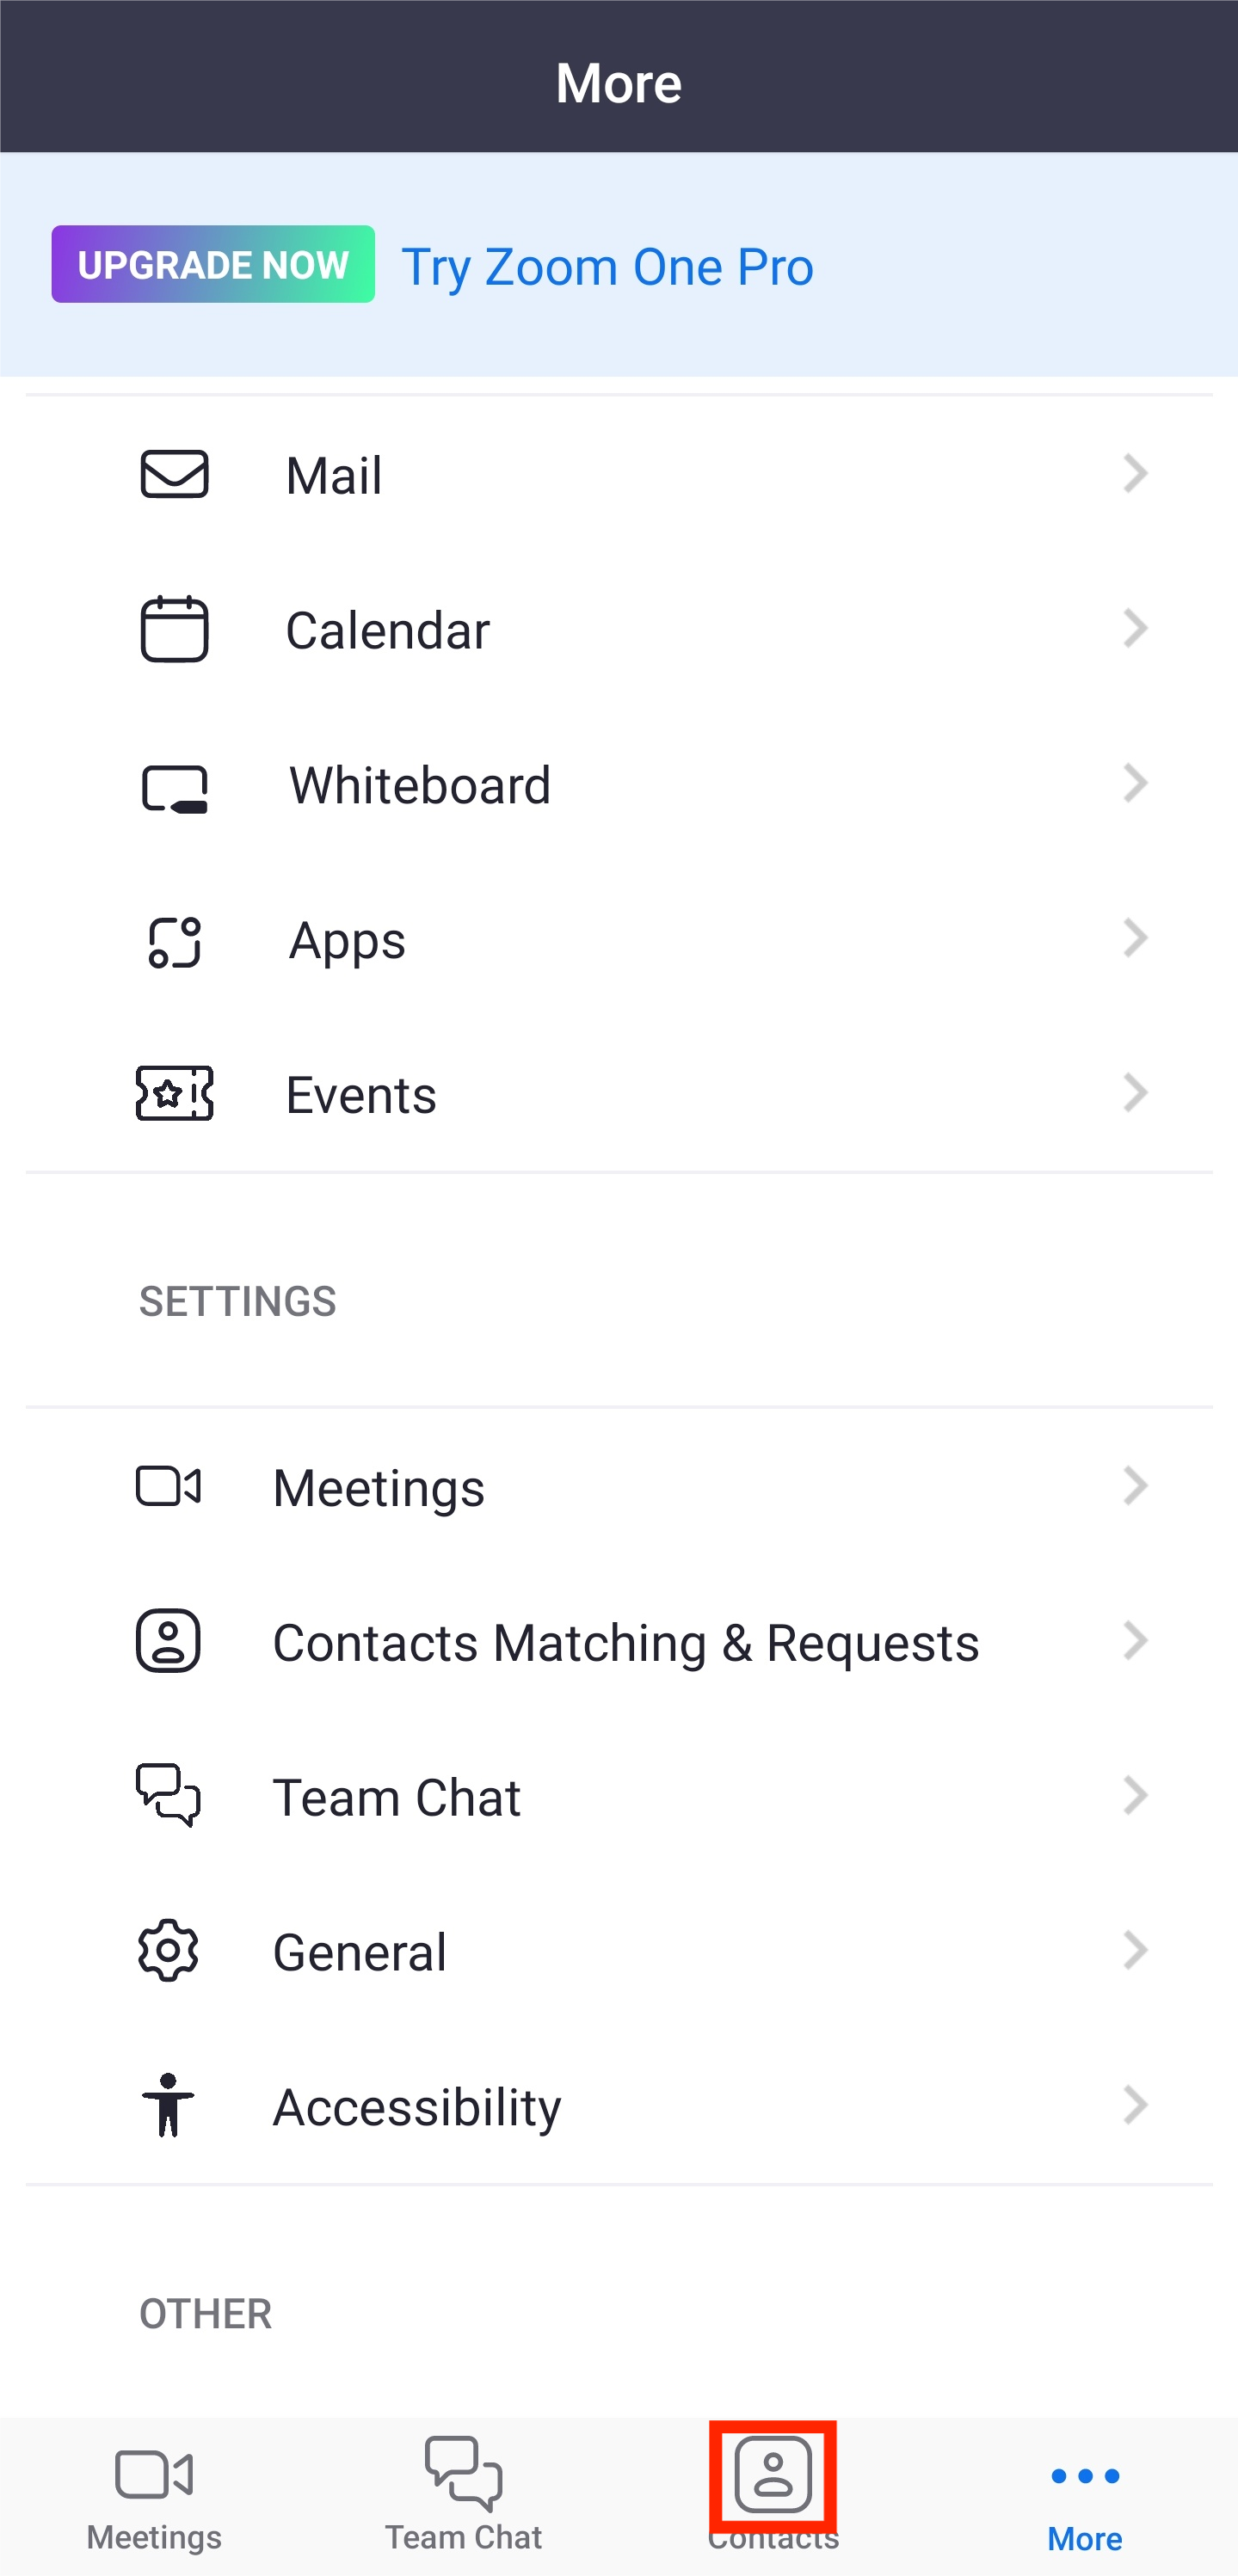 More
UPGRADE NOW Try Zoom One Pro
Mail
Calendar
Whiteboard
Apps
Events
SETTINGS
Meetings
Contacts Matching & Requests
Team Chat
General
Accessibility
OTHER
Meetings Team Chat Contacts More